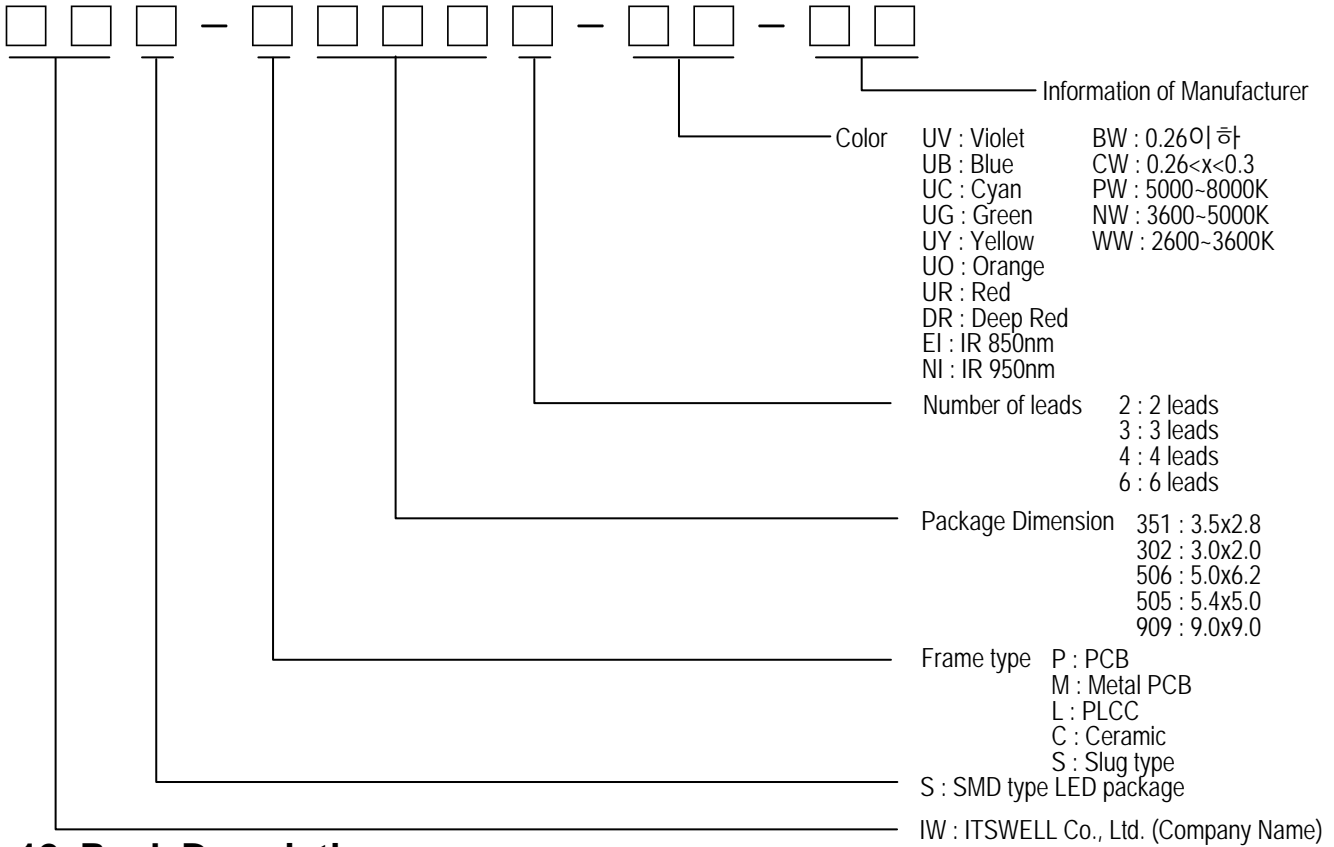 Information of Manufacturer
Color UV : Violet BW : 0.26이하
UB : Blue CW : 0.26<x<0.3
UC : Cyan PW : 5000~8000K
UG : Green NW : 3600~5000K
UY : Yellow WW : 2600~3600K
UO : Orange
UR : Red
DR : Deep Red
EI : IR 850nm
NI : IR 950nm
Number of leads 2 : 2 leads
3 : 3 leads
4 : 4 leads
6 : 6 leads
Package Dimension 351 : 3.5x2.8
302 : 3.0x2.0
506 : 5.0x6.2
505 : 5.4x5.0
909 : 9.0x9.0
Frame type P : PCB
M : Metal PCB
L : PLCC
C : Ceramic
S : Slug type
S : SMD type LED package
IW : ITSWELL Co., Ltd. (Company Name)